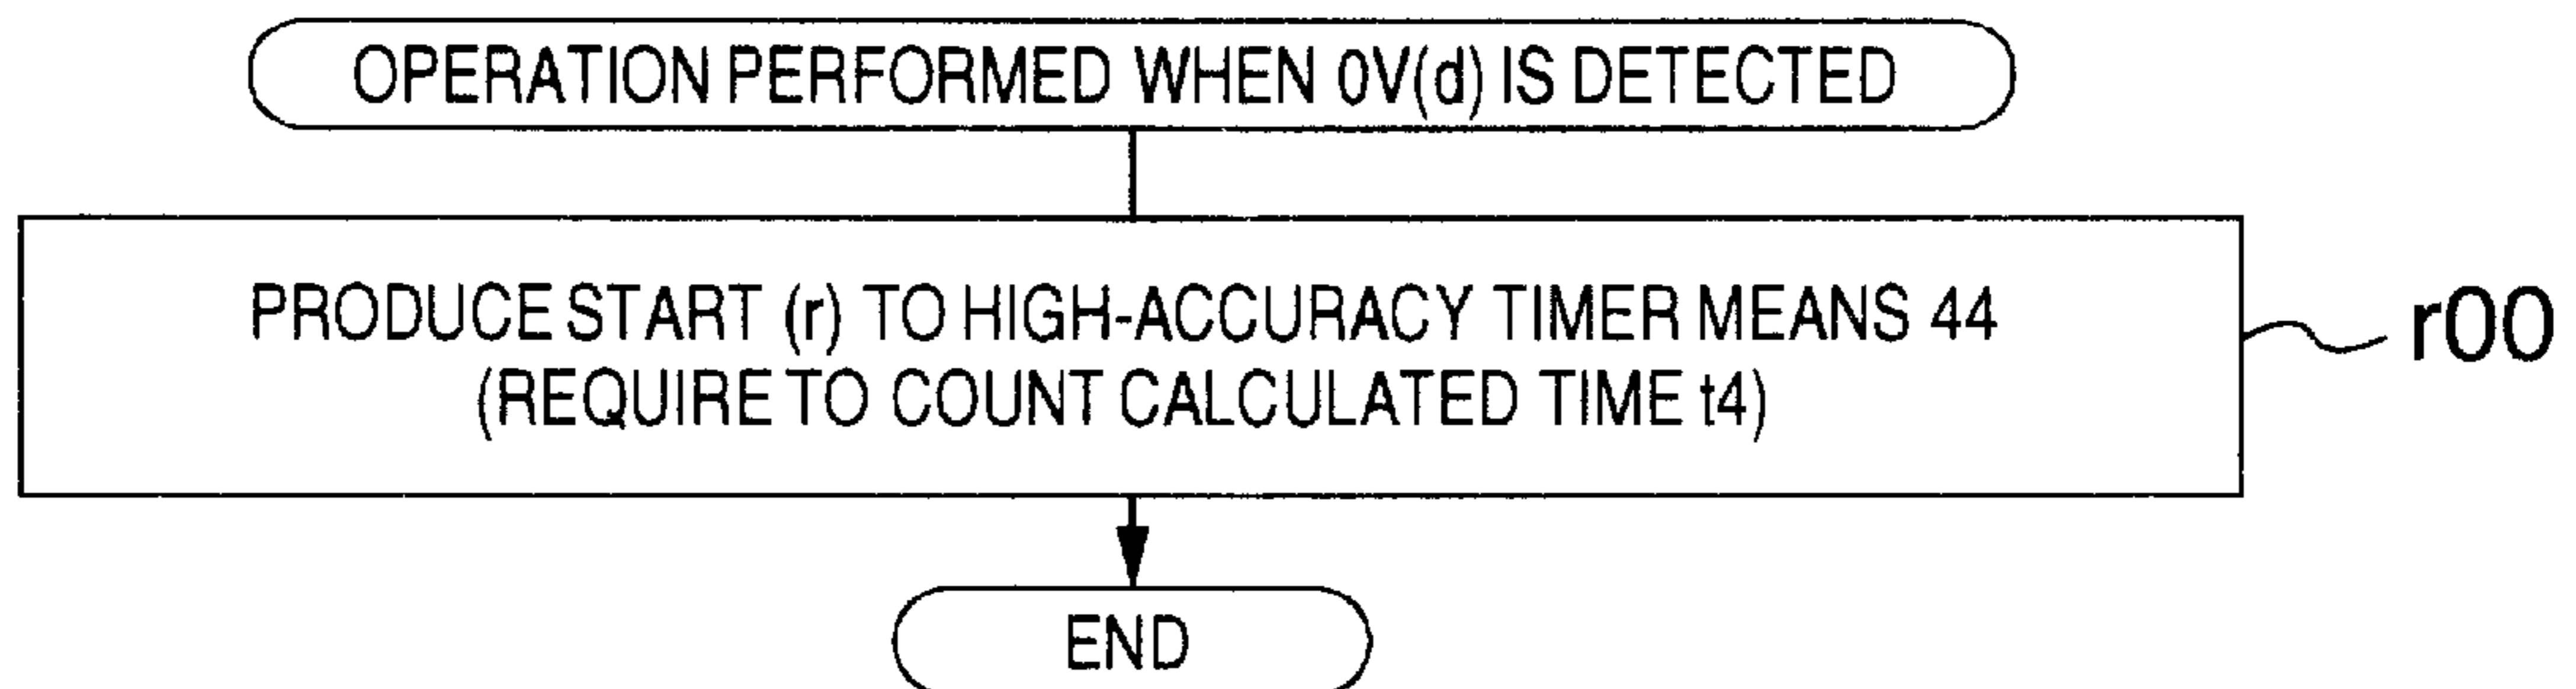 OPERATION PERFORMED WHEN 0V(d) IS DETECTED
PRODUCE START (r) TO HIGH-ACCURACY TIMER MEANS 44
(REQUIRE TO COUNT CALCULATED TIME t4)
r00
END